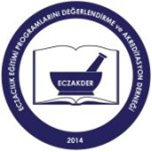 ECZACILIK EĞİTİMİ PROGRAMLARINI DEĞERLENDİRME ve AKREDİTASYON DERNEĞİ
ECZAKDER
2014